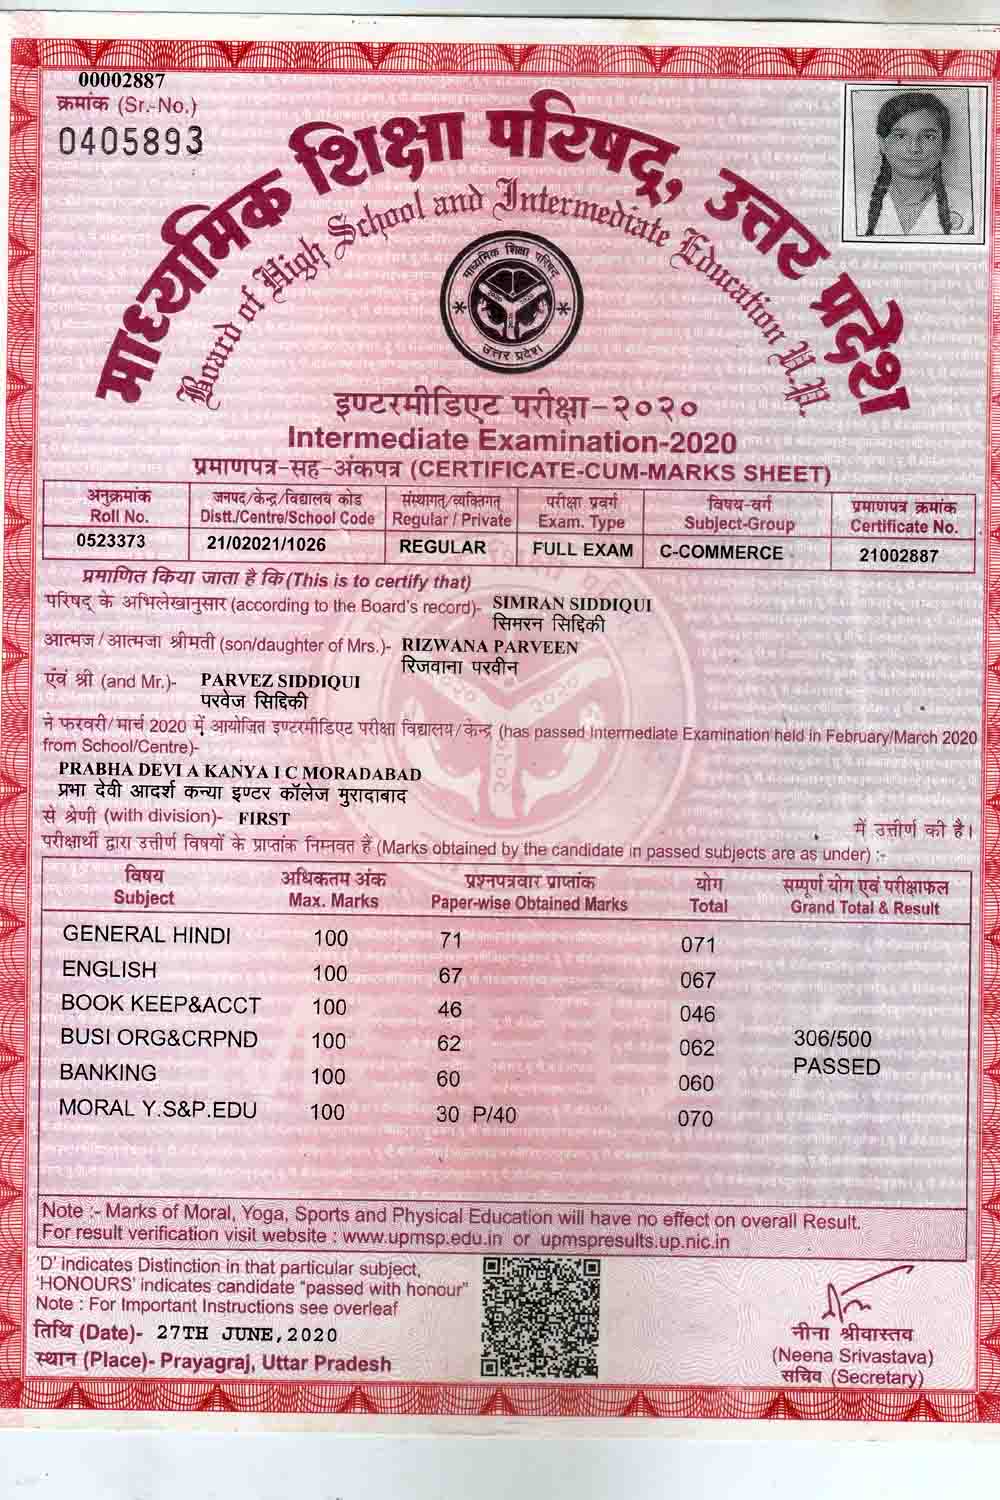 00002887
क्रमांक (Sr.-No.)
0405893
माध्यमिक शिक्षा परिषद्, उत्तर प्रदेश
Board of High School and Intermediate Education U.P.
माध्यमिक शिक्षा परिषद्
उत्तर प्रदेश
इण्टरमीडिएट परीक्षा-२०२०
Intermediate Examination-2020
प्रमाणपत्र-सह-अंकपत्र (CERTIFICATE-CUM-MARKS SHEET)
अनुक्रमांक जनपद/केन्द्र/विद्यालय कोड संस्थागत/व्यक्तिगत परीक्षा प्रवर्ग विषय-वर्ग प्रमाणपत्र क्रमांक
Roll No. Distt./Centre/School Code Regular / Private Exam. Type Subject-Group Certificate No.
0523373 21/02021/1026 REGULAR FULL EXAM C-COMMERCE 21002887
प्रमाणित किया जाता है कि (This is to certify that)
परिषद् के अभिलेखानुसार (according to the Board's record)- SIMRAN SIDDIQUI
सिमरन सिद्दिकी
आत्मज / आत्मजा श्रीमती (son/daughter of Mrs.)- RIZWANA PARVEEN
रिजवाना परवीन
एवं श्री (and Mr.)- PARVEZ SIDDIQUI
परवेज सिद्दिकी
ने फरवरी/ मार्च 2020 में आयोजित इण्टरमीडिएट परीक्षा विद्यालय/केन्द्र (has passed Intermediate Examination held in February/March 2020
from School/Centre)-
PRABHA DEVI A KANYA I C MORADABAD
प्रभा देवी आदर्श कन्या इण्टर कॉलेज मुरादाबाद
से श्रेणी (with division)- FIRST में उत्तीर्ण की है।
परीक्षार्थी द्वारा उत्तीर्ण विषयों के प्राप्तांक निम्नवत हैं (Marks obtained by the candidate in passed subjects are as under) :-
विषय अधिकतम अंक प्रश्नपत्रवार प्राप्तांक योग सम्पूर्ण योग एवं परीक्षाफल
Subject Max. Marks Paper-wise Obtained Marks Total Grand Total & Result
GENERAL HINDI 100 71 071
ENGLISH 100 67 067
BOOK KEEP&ACCT 100 46 046
BUSI ORG&CRPND 100 62 062 306/500
BANKING 100 60 060 PASSED
MORAL Y.S&P.EDU 100 30 P/40 070
Note :- Marks of Moral, Yoga, Sports and Physical Education will have no effect on overall Result.
For result verification visit website : www.upmsp.edu.in or upmspresults.up.nic.in
'D' indicates Distinction in that particular subject,
'HONOURS' indicates candidate "passed with honour"
Note : For Important Instructions see overleaf
तिथि (Date)- 27TH JUNE,2020
स्थान (Place)- Prayagraj, Uttar Pradesh
नीना श्रीवास्तव
(Neena Srivastava)
सचिव (Secretary)